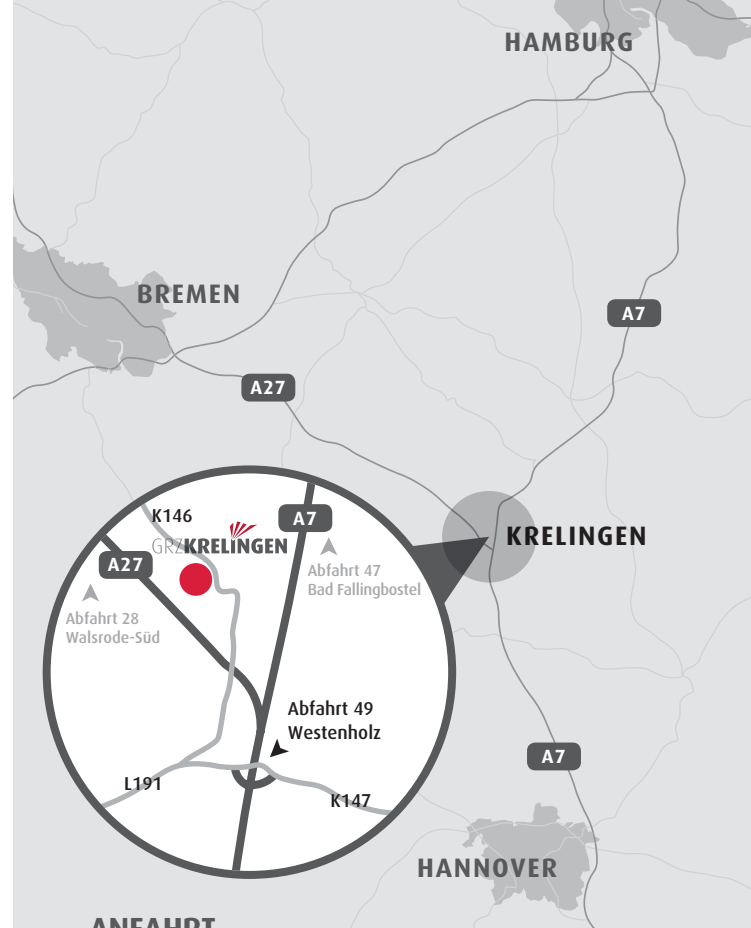 HAMBURG
BREMEN
A7
A27
K146
A7
GRZKRELINGEN
KRELINGEN
A27
Abfahrt 47
Bad Fallingbostel
Abfahrt 28
Walsrode-Süd
Abfahrt 49
Westenholz
A7
L191
K147
HANNOVER
ANFAHRT